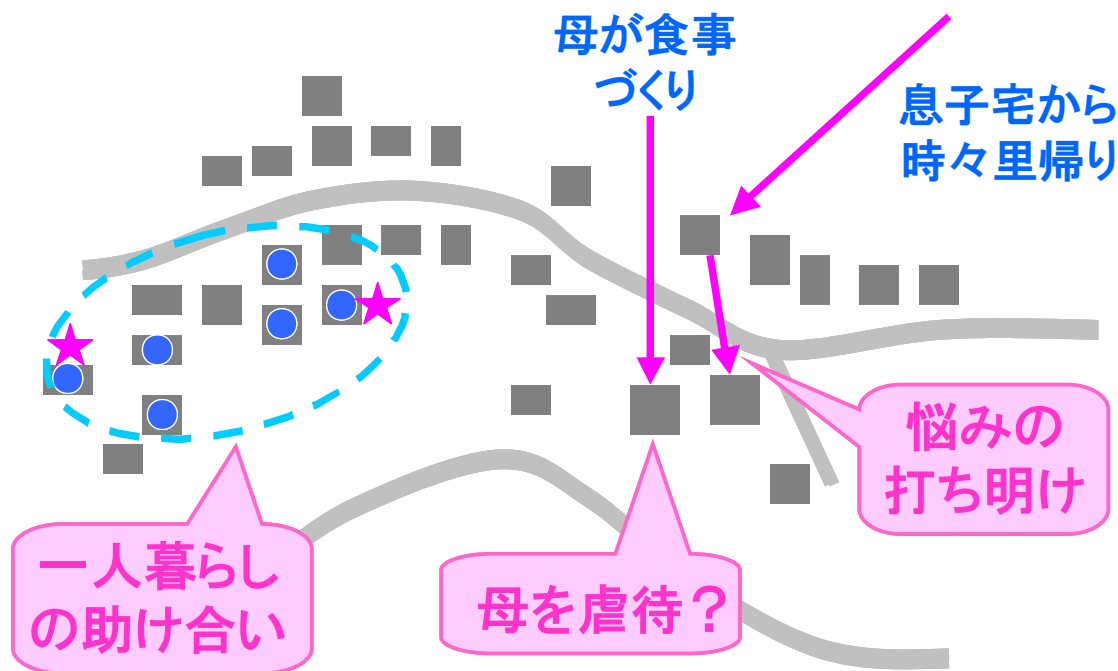 母が食事
づくり
息子宅から
時々里帰り
悩みの
打ち明け
一人暮らし
の助け合い
母を虐待？